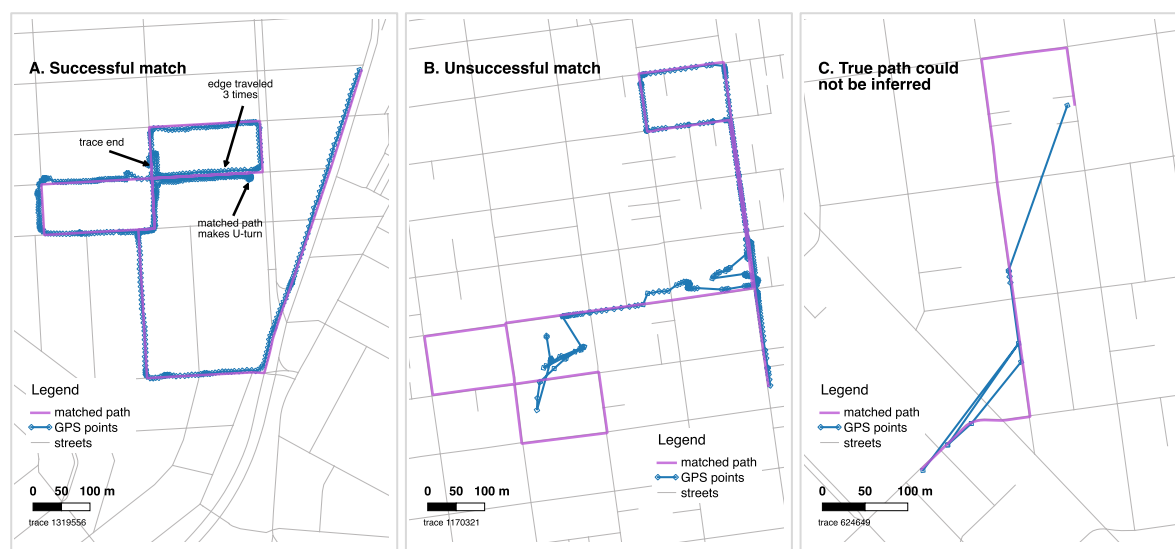 A. Successful match
edge traveled
3 times
trace end
matched path
makes U-turn
Legend
matched path
GPS points
streets
0 50 100 m
trace 1319556
B. Unsuccessful match
Legend
matched path
GPS points
streets
0 50 100 m
trace 1170321
C. True path could
not be inferred
Legend
matched path
GPS points
streets
0 50 100 m
trace 624649